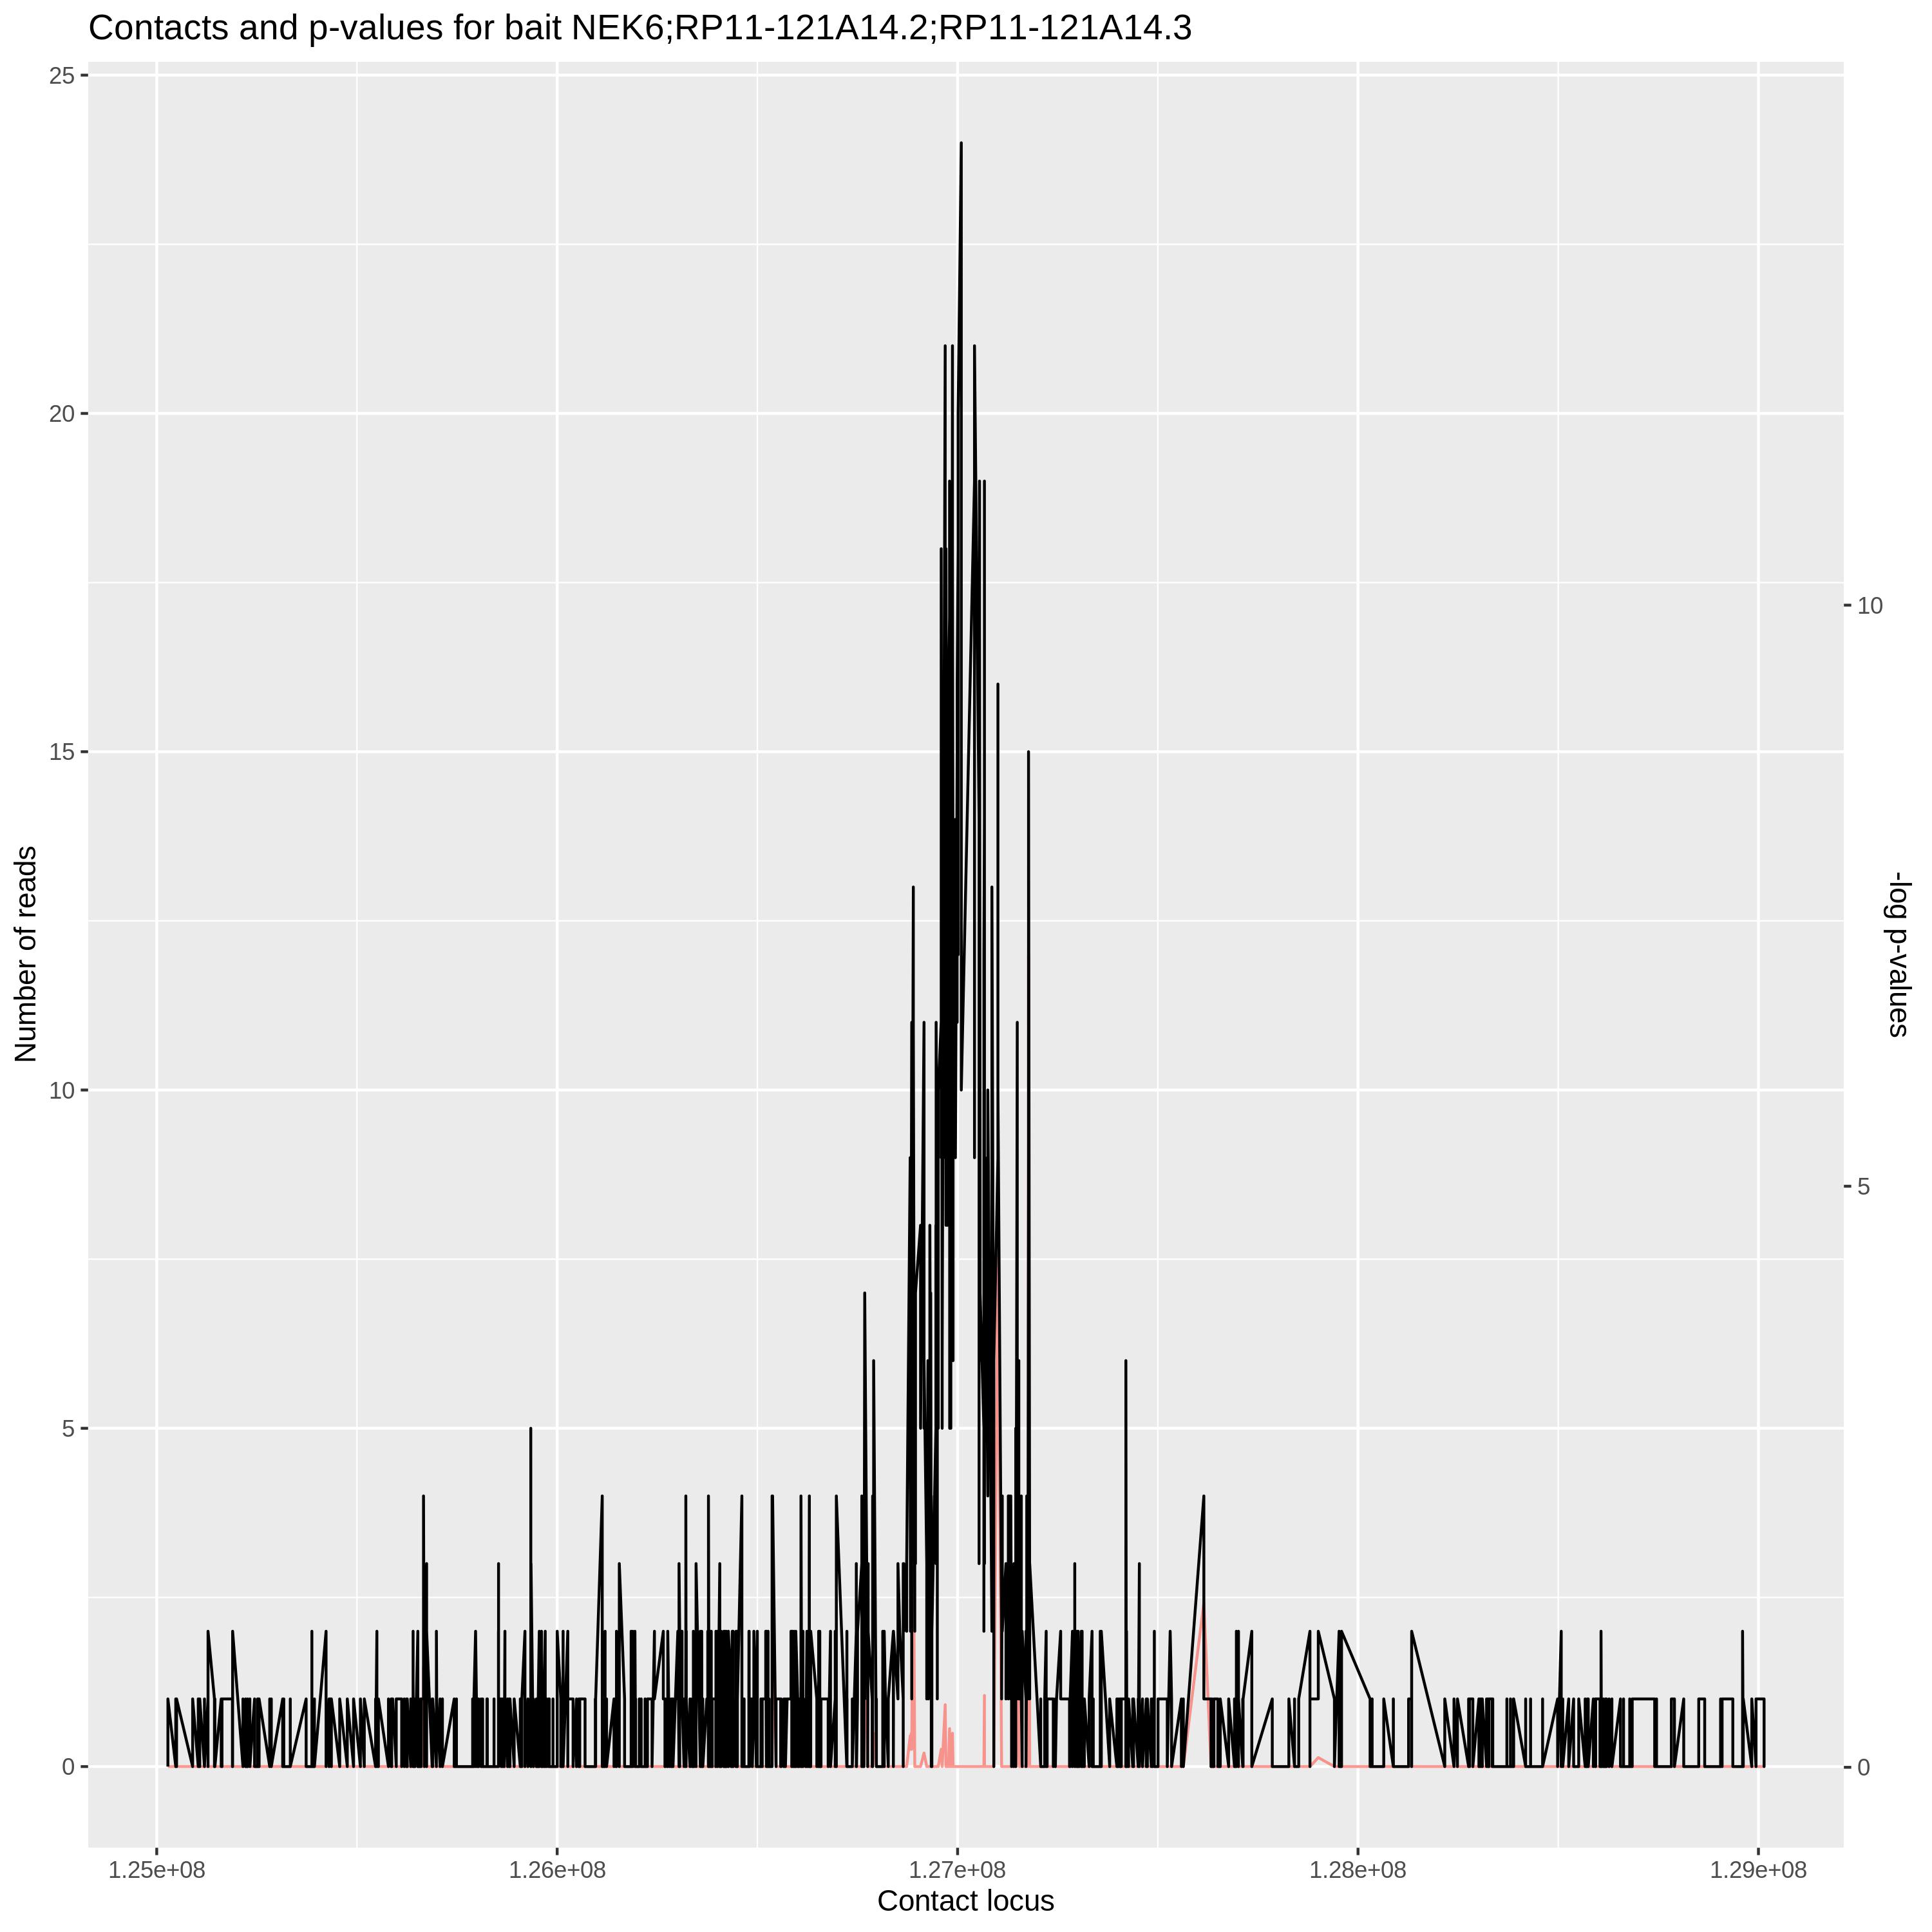 Contacts and p-values for bait NEK6;RP11-121A14.2;RP11-121A14.3
25
20
15
10
5
0
Number of reads
10
5
0
-log p-values
1.25e+08 1.26e+08 1.27e+08 1.28e+08 1.29e+08
Contact locus